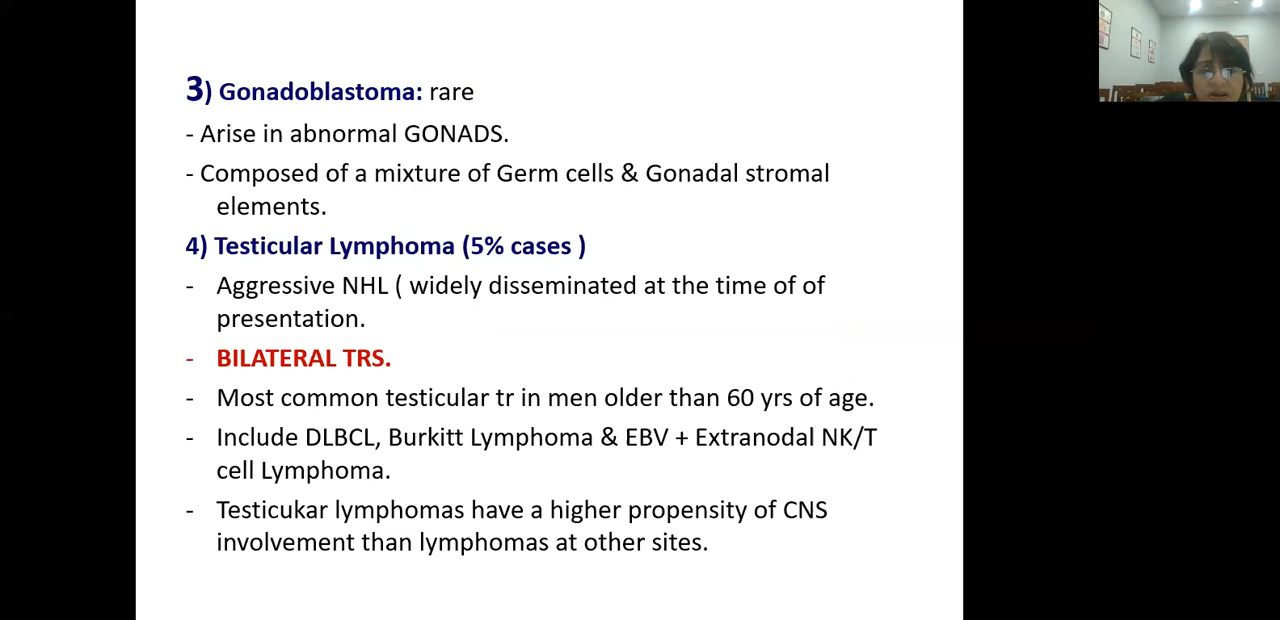 3) Gonadoblastoma: rare
- Arise in abnormal GONADS.
- Composed of a mixture of Germ cells & Gonadal stromal
elements.
4) Testicular Lymphoma (5% cases )
- Aggressive NHL ( widely disseminated at the time of of
presentation.
- BILATERAL TRS.
- Most common testicular tr in men older than 60 yrs of age.
- Include DLBCL, Burkitt Lymphoma & EBV + Extranodal NK/T
cell Lymphoma.
- Testicukar lymphomas have a higher propensity of CNS
involvement than lymphomas at other sites.